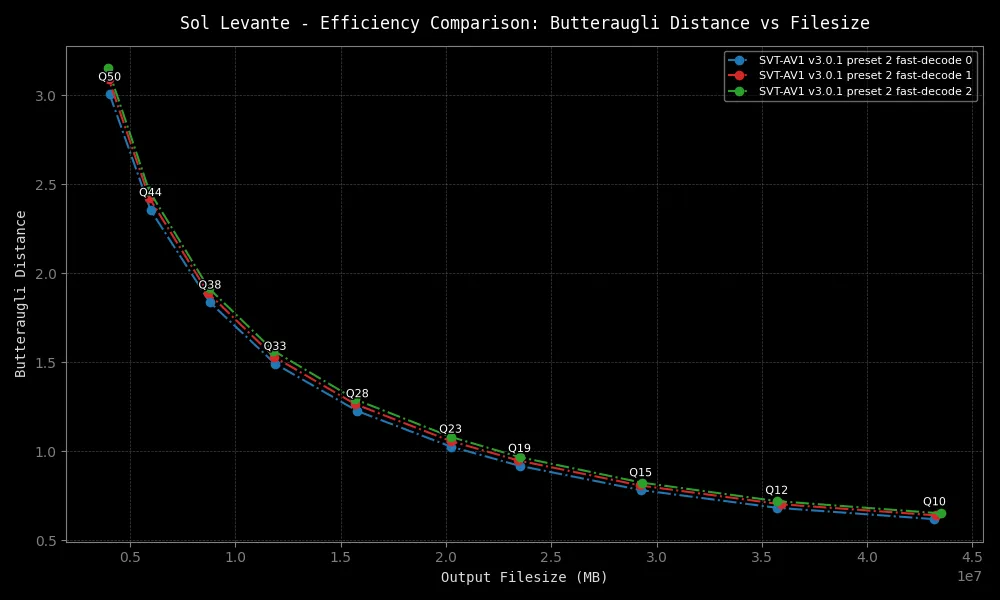 Sol Levante - Efficiency Comparison: Butteraugli Distance vs Filesize
SVT-AV1 v3.0.1 preset 2 fast-decode 0
SVT-AV1 v3.0.1 preset 2 fast-decode 1
SVT-AV1 v3.0.1 preset 2 fast-decode 2
Butteraugli Distance
3.0
2.5
2.0
1.5
1.0
0.5
Q50
Q44
Q38
Q33
Q28
Q23
Q19
Q15
Q12
Q10
0.5
1.0
1.5
2.0
2.5
3.0
3.5
4.0
4.5
1e7
Output Filesize (MB)